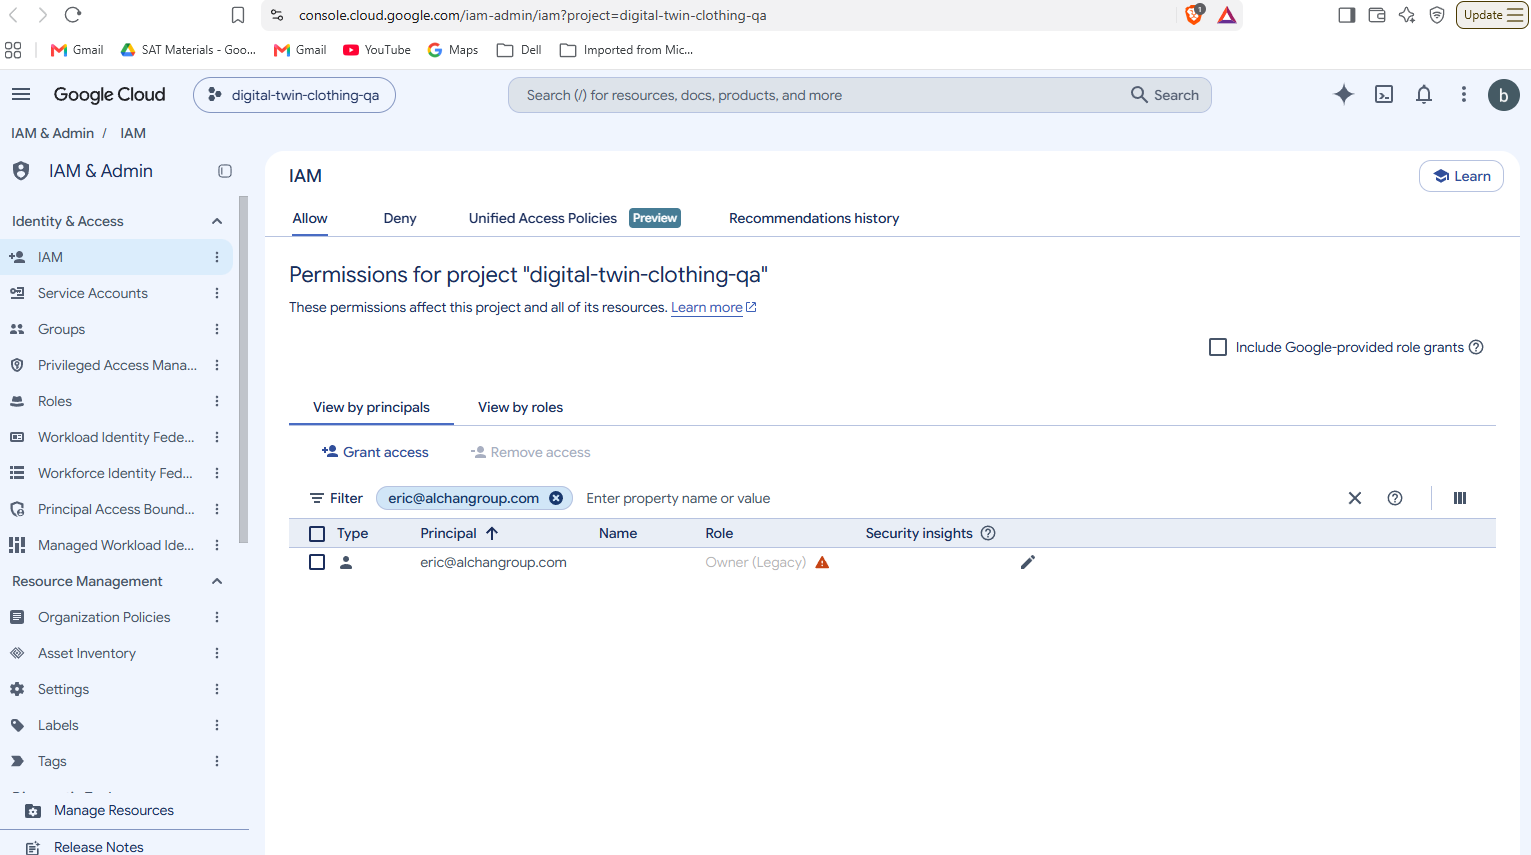 console.cloud.google.com/iam-admin/iam?project=digital-twin-clothing-qa
1
Update
Gmail
SAT Materials - Goo...
Gmail
YouTube
Maps
Dell
Imported from Mic...
Google Cloud
digital-twin-clothing-qa
Search (/) for resources, docs, products, and more
Search
b
IAM & Admin / IAM
IAM & Admin
Identity & Access
IAM
Service Accounts
Groups
Privileged Access Mana...
Roles
Workload Identity Fede...
Workforce Identity Fed...
Principal Access Bound...
Managed Workload Ide...
Resource Management
Organization Policies
Asset Inventory
Settings
Labels
Tags
Manage Resources
Release Notes
IAM
Learn
Allow
Deny
Unified Access Policies Preview
Recommendations history
Permissions for project "digital-twin-clothing-qa"
These permissions affect this project and all of its resources. Learn more
Include Google-provided role grants
View by principals
View by roles
Grant access
Remove access
Filter
eric@alchangroup.com
Enter property name or value
Type Principal Name Role Security insights
eric@alchangroup.com Owner (Legacy)